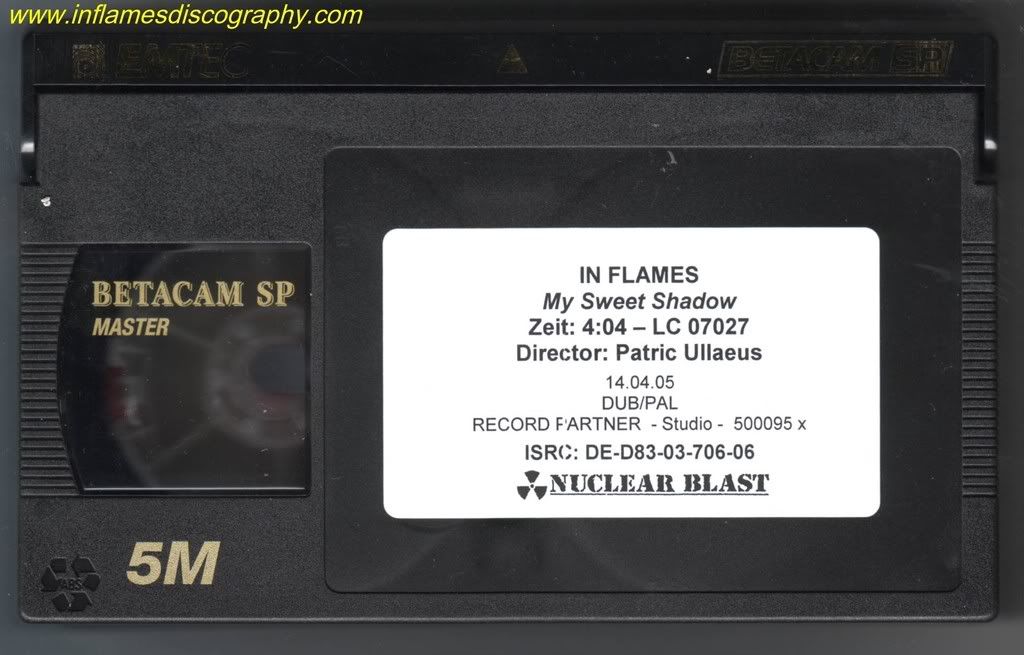 www.inflamesdiscography.com
EMTEC BETACAM SP
BETACAM SP
MASTER
IN FLAMES
My Sweet Shadow
Zeit: 4:04 – LC 07027
Director: Patric Ullaeus
14.04.05
DUB/PAL
RECORD PARTNER - Studio - 500095 x
ISRC: DE-D83-03-706-06
NUCLEAR BLAST
5M
ABS